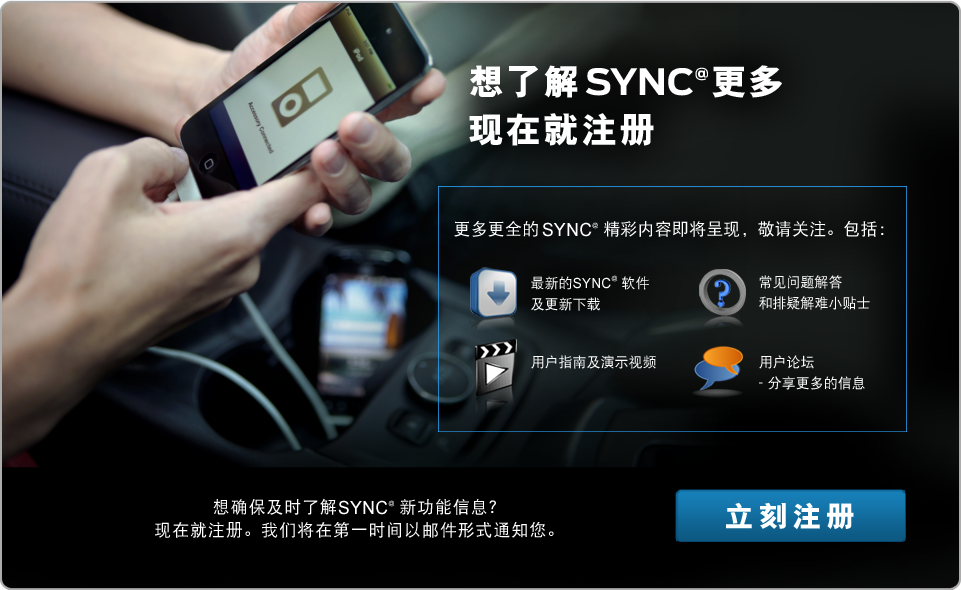 Accessory Connected
想了解 SYNC@更多
现在就注册
更多更全的SYNC@ 精彩内容即将呈现，敬请关注。包括：
最新的SYNC@ 软件
及更新下载
常见问题解答
和排疑解难小贴士
用户指南及演示视频
用户论坛
- 分享更多的信息
想确保及时了解SYNC@ 新功能信息?
现在就注册。我们将在第一时间以邮件形式通知您。
立刻注册